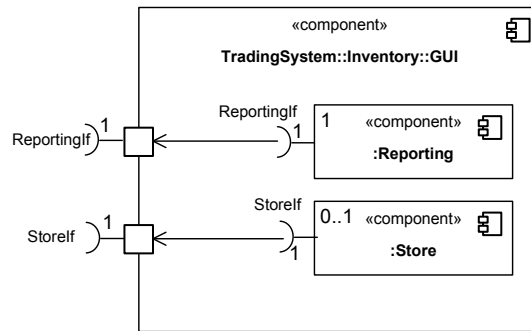 «component»
TradingSystem::Inventory::GUI
ReportingIf
1
ReportingIf
1
1
«component»
:Reporting
StoreIf
1
StoreIf
1
0..1
«component»
:Store